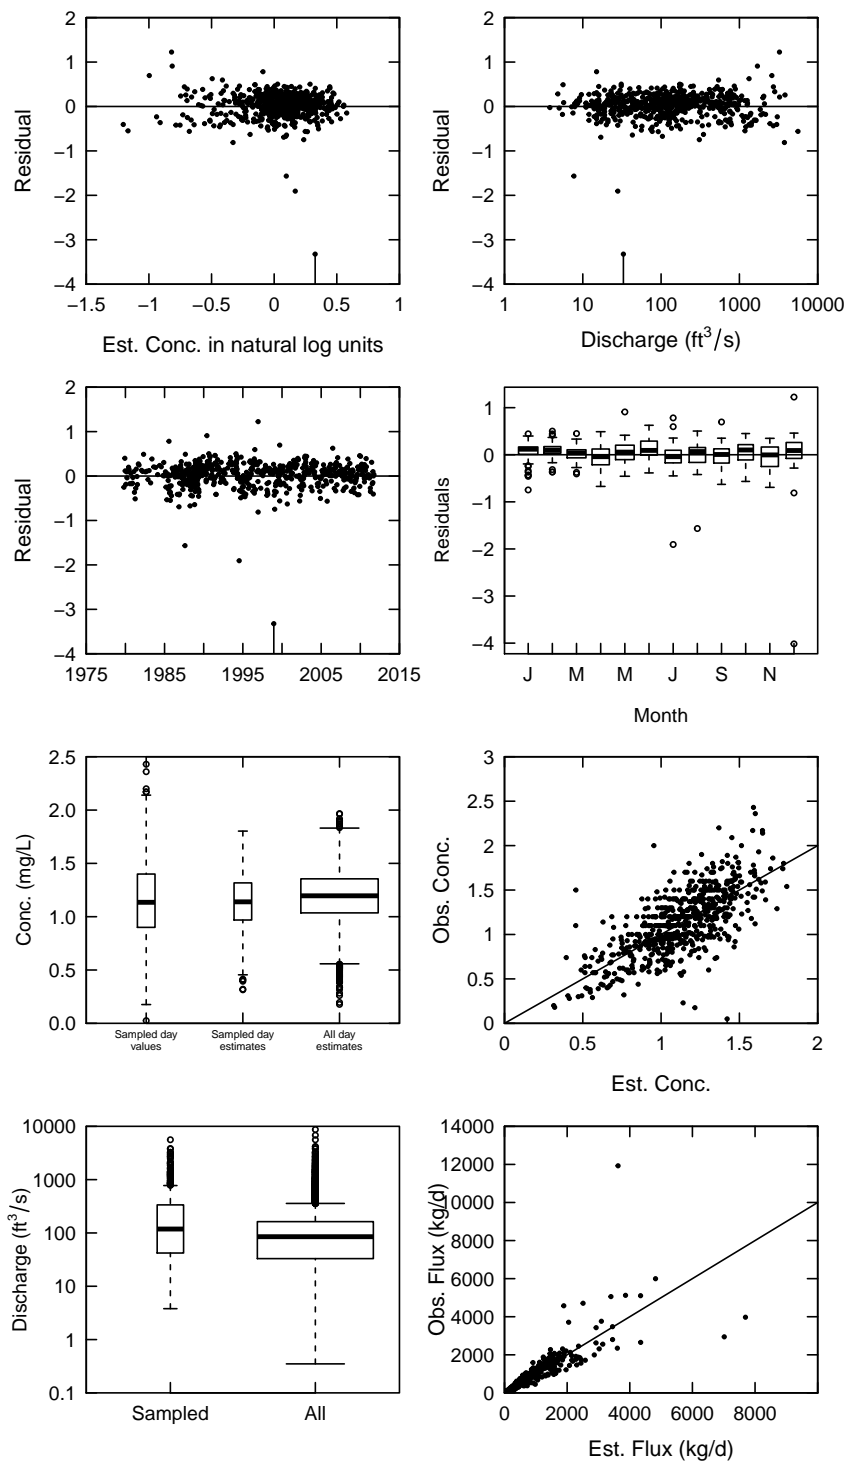 2
1
0
−1
−2
−3
−4
Residual
−1.5 −1 −0.5 0 0.5 1
Est. Conc. in natural log units
2
1
0
−1
−2
−3
−4
Residual
1 10 100 1000 10000
Discharge (ft3/s)
2
1
0
−1
−2
−3
−4
Residual
1975 1985 1995 2005 2015
1
0
−1
−2
−3
−4
Residuals
J M M J S N
Month
2.5
2.0
1.5
1.0
0.5
0.0
Conc. (mg/L)
Sampled day values
Sampled day estimates
All day estimates
3
2.5
2
1.5
1
0.5
0
Obs. Conc.
0 0.5 1 1.5 2
Est. Conc.
10000
1000
100
10
1
0.1
Discharge (ft3/s)
Sampled All
14000
12000
10000
8000
6000
4000
2000
0
Obs. Flux (kg/d)
0 2000 4000 6000 8000
Est. Flux (kg/d)